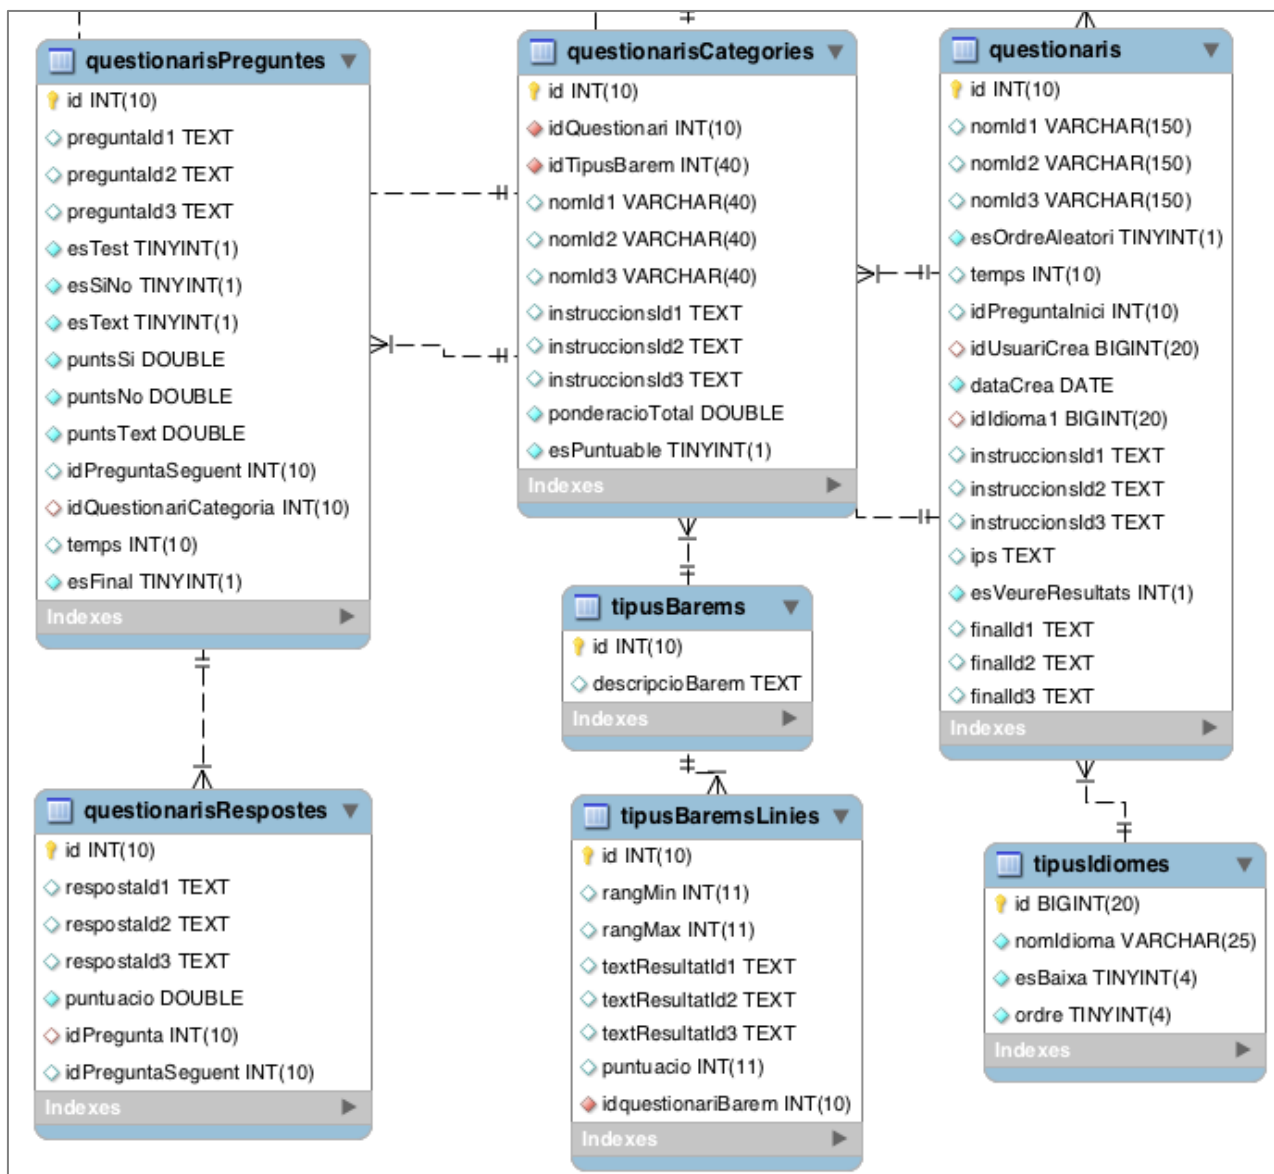 questionarisPreguntes
id INT(10)
preguntaId1 TEXT
preguntaId2 TEXT
preguntaId3 TEXT
esTest TINYINT(1)
esSiNo TINYINT(1)
esText TINYINT(1)
puntsSi DOUBLE
puntsNo DOUBLE
puntsText DOUBLE
idPreguntaSeguent INT(10)
idQuestionariCategoria INT(10)
temps INT(10)
esFinal TINYINT(1)
Indexes
questionarisCategories
id INT(10)
idQuestionari INT(10)
idTipusBarem INT(40)
nomId1 VARCHAR(40)
nomId2 VARCHAR(40)
nomId3 VARCHAR(40)
instruccionsId1 TEXT
instruccionsId2 TEXT
instruccionsId3 TEXT
ponderacioTotal DOUBLE
esPuntuable TINYINT(1)
Indexes
questionaris
id INT(10)
nomId1 VARCHAR(150)
nomId2 VARCHAR(150)
nomId3 VARCHAR(150)
esOrdreAleatori TINYINT(1)
temps INT(10)
idPreguntaInici INT(10)
idUsuariCrea BIGINT(20)
dataCrea DATE
idIdioma1 BIGINT(20)
instruccionsId1 TEXT
instruccionsId2 TEXT
instruccionsId3 TEXT
ips TEXT
esVeureResultats INT(1)
finalId1 TEXT
finalId2 TEXT
finalId3 TEXT
Indexes
tipusBarems
id INT(10)
descripcioBarem TEXT
Indexes
questionarisRespostes
id INT(10)
respostaId1 TEXT
respostaId2 TEXT
respostaId3 TEXT
puntuacio DOUBLE
idPregunta INT(10)
idPreguntaSeguent INT(10)
Indexes
tipusBaremsLinies
id INT(10)
rangMin INT(11)
rangMax INT(11)
textResultatId1 TEXT
textResultatId2 TEXT
textResultatId3 TEXT
puntuacio INT(11)
idquestionariBarem INT(10)
Indexes
tipusIdiomes
id BIGINT(20)
nomIdioma VARCHAR(25)
esBaixa TINYINT(4)
ordre TINYINT(4)
Indexes